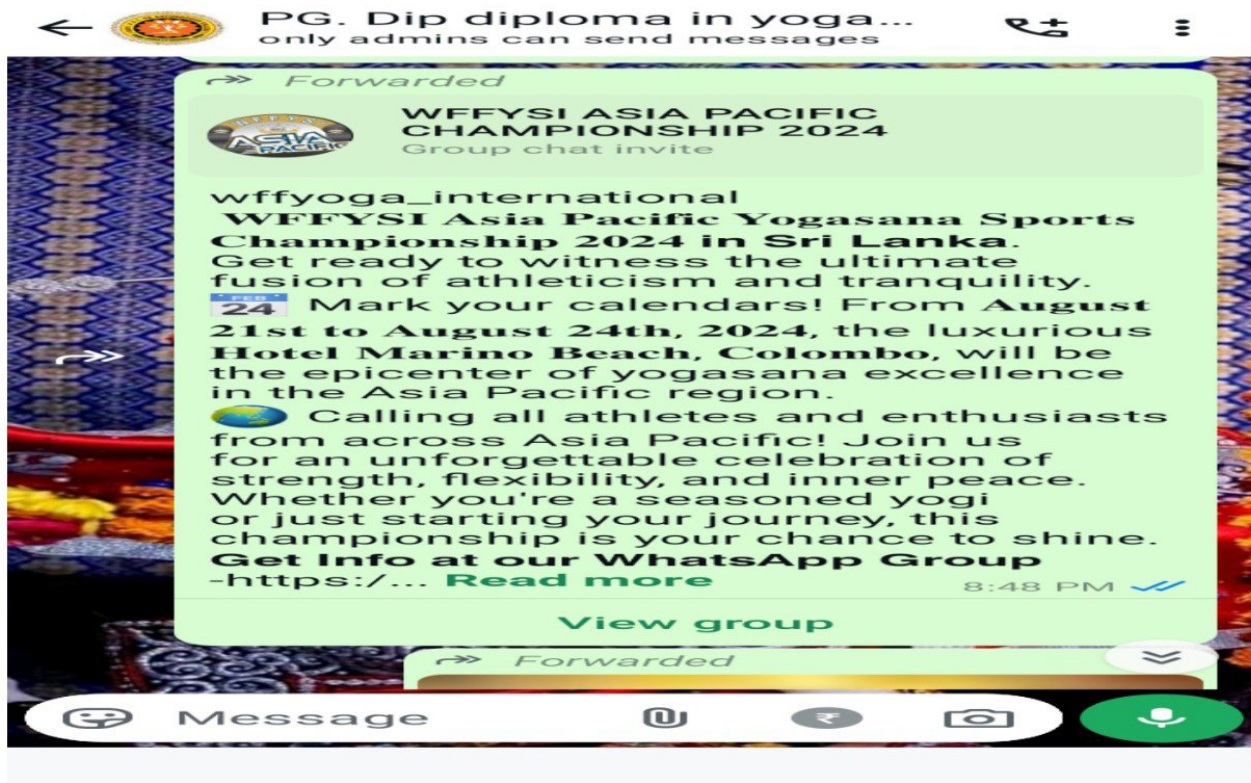 PG. Dip diploma in yoga...
only admins can send messages
Forwarded
WFFYSI ASIA PACIFIC
CHAMPIONSHIP 2024
Group chat invite
WFFYSI
ASIA
PACIFIC
wffyoga_international
WFFYSI Asia Pacific Yogasana Sports
Championship 2024 in Sri Lanka.
Get ready to witness the ultimate
fusion of athleticism and tranquility.
FEB
24 Mark your calendars! From August
21st to August 24th, 2024, the luxurious
Hotel Marino Beach, Colombo, will be
the epicenter of yogasana excellence
in the Asia Pacific region.
Calling all athletes and enthusiasts
from across Asia Pacific! Join us
for an unforgettable celebration of
strength, flexibility, and inner peace.
Whether you're a seasoned yogi
or just starting your journey, this
championship is your chance to shine.
Get Info at our WhatsApp Group
-https:/... Read more
8:48 PM
View group
Forwarded
Message
₹